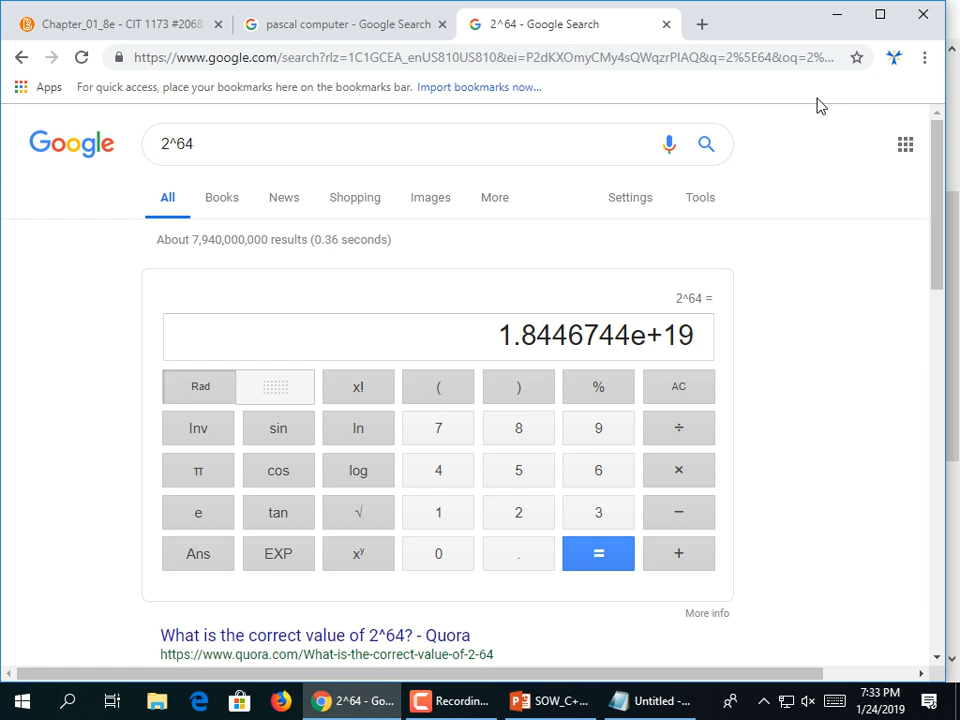 Chapter_01_8e - CIT 1173 #2068
pascal computer - Google Search
2^64 - Google Search
https://www.google.com/search?rlz=1C1GCEA_enUS810US810&ei=P2dKXOmyCMy4sQWqzrPIAQ&q=2%5E64&oq=2%...
Apps For quick access, place your bookmarks here on the bookmarks bar. Import bookmarks now...
Google
2^64
All Books News Shopping Images More Settings Tools
About 7,940,000,000 results (0.36 seconds)
2^64 =
1.8446744e+19
Rad x! ( ) % AC
Inv sin ln 7 8 9 ÷
π cos log 4 5 6 ×
e tan √ 1 2 3 −
Ans EXP xʸ 0 . = +
More info
What is the correct value of 2^64? - Quora
https://www.quora.com/What-is-the-correct-value-of-2-64
2^64 - Go... Recording... SOW_C+... Untitled -...
7:33 PM
1/24/2019